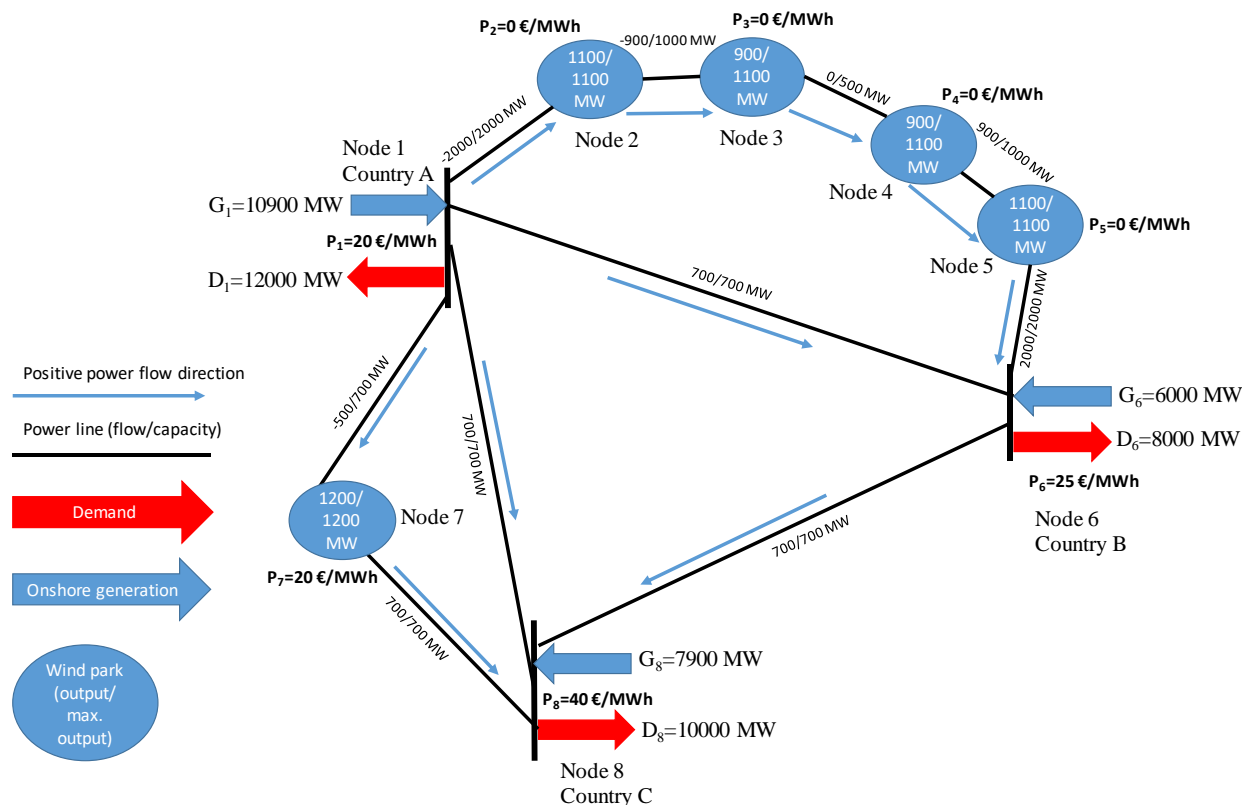 P3=0 €/MWh
P2=0 €/MWh
-900/1000 MW
1100/
1100
MW
900/
1100
MW
0/500 MW
P4=0 €/MWh
-2000/2000 MW
Node 2
Node 3
900/
1100
MW
900/1000 MW
Node 1
Country A
Node 4
1100/
1100
MW
P5=0 €/MWh
G1=10900 MW
P1=20 €/MWh
Node 5
D1=12000 MW
700/700 MW
2000/2000 MW
Positive power flow direction
-500/700 MW
700/700 MW
G6=6000 MW
Power line (flow/capacity)
D6=8000 MW
P6=25 €/MWh
Demand
1200/
1200
MW
Node 7
Node 6
Country B
700/700 MW
Onshore generation
P7=20 €/MWh
700/700 MW
G8=7900 MW
Wind park
(output/
max.
output)
P8=40 €/MWh
D8=10000 MW
Node 8
Country C